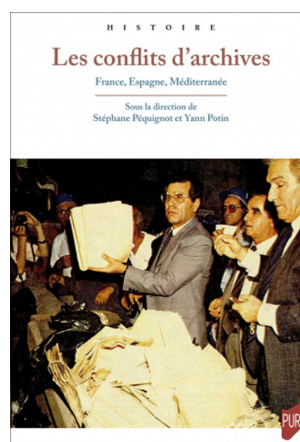 HISTOIRE
Les conflits d'archives
France, Espagne, Méditerranée
Sous la direction de
Stéphane Péquignot et Yann Potin
PUR